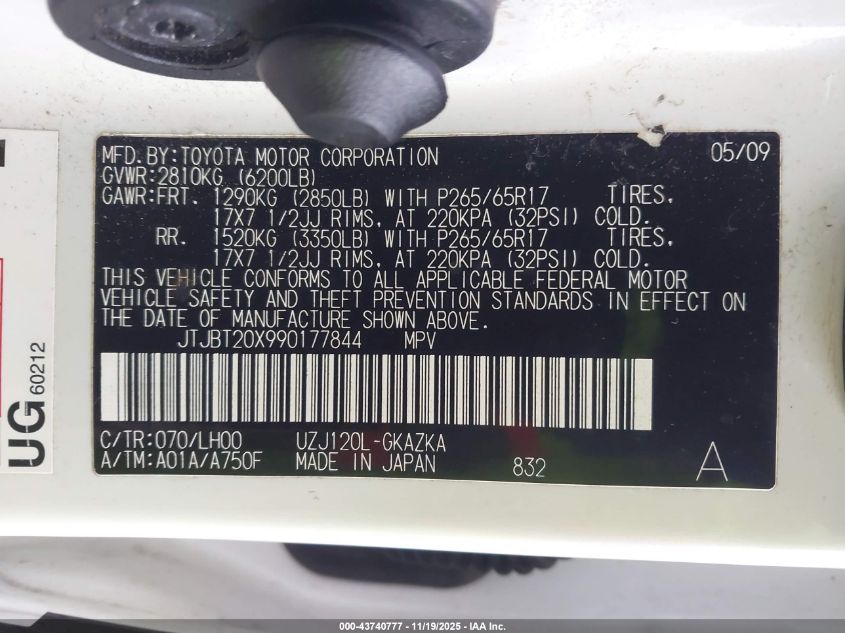 MFD.BY:TOYOTA MOTOR CORPORATION 05/09
GVWR:2810KG (6200LB)
GAWR:FRT. 1290KG (2850LB) WITH P265/65R17 TIRES,
17X7 1/2JJ RIMS, AT 220KPA (32PSI) COLD.
RR. 1520KG (3350LB) WITH P265/65R17 TIRES,
17X7 1/2JJ RIMS, AT 220KPA (32PSI) COLD.
THIS VEHICLE CONFORMS TO ALL APPLICABLE FEDERAL MOTOR
VEHICLE SAFETY AND THEFT PREVENTION STANDARDS IN EFFECT ON
THE DATE OF MANUFACTURE SHOWN ABOVE.
JTJBT20X990177844 MPV
C/TR:070/LH00 UZJ120L-GKAZKA
A/TM:A01A/A750F MADE IN JAPAN 832 A
UG 60212
000-43740777 - 11/19/2025 - IAA Inc.